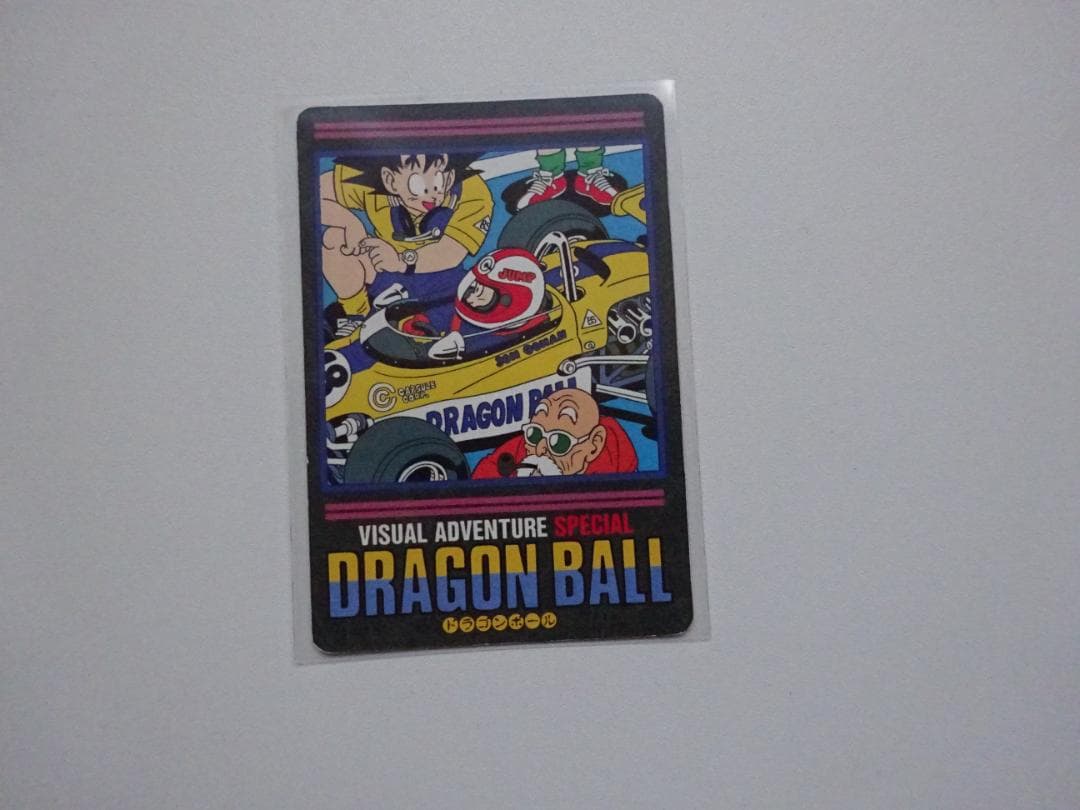 JUMP
SON GOHAN
CAPSULE
CORP.
DRAGON BALL
VISUAL ADVENTURE SPECIAL
DRAGON BALL
ドラゴンボール